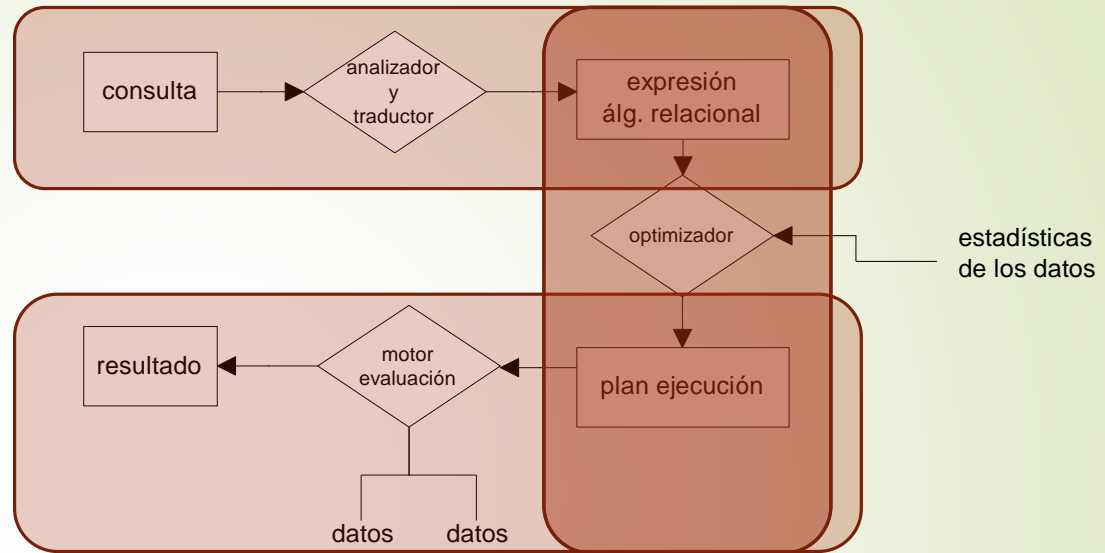 consulta
analizador
y
traductor
expresión
álg. relacional
optimizador
estadísticas
de los datos
resultado
motor
evaluación
plan ejecución
datos
datos